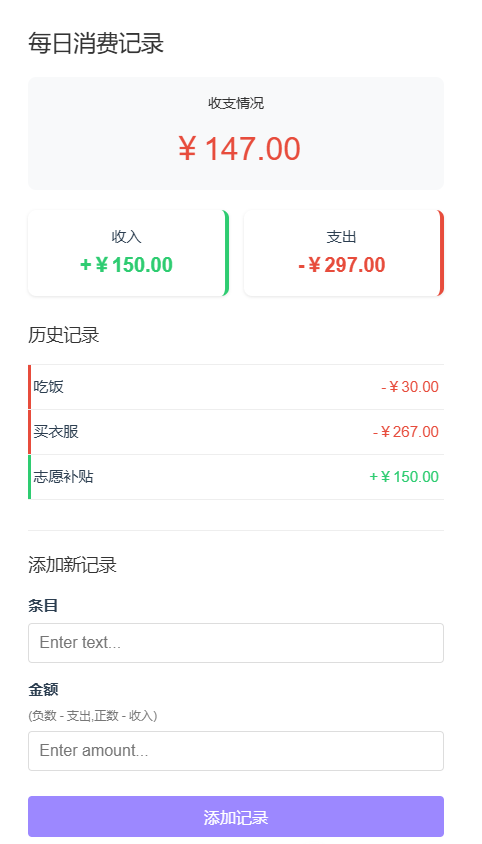 每日消费记录
收支情况
￥147.00
收入
+￥150.00
支出
-￥297.00
历史记录
吃饭 -￥30.00
买衣服 -￥267.00
志愿补贴 +￥150.00
添加新记录
条目
Enter text...
金额
(负数 - 支出,正数 - 收入)
Enter amount...
添加记录